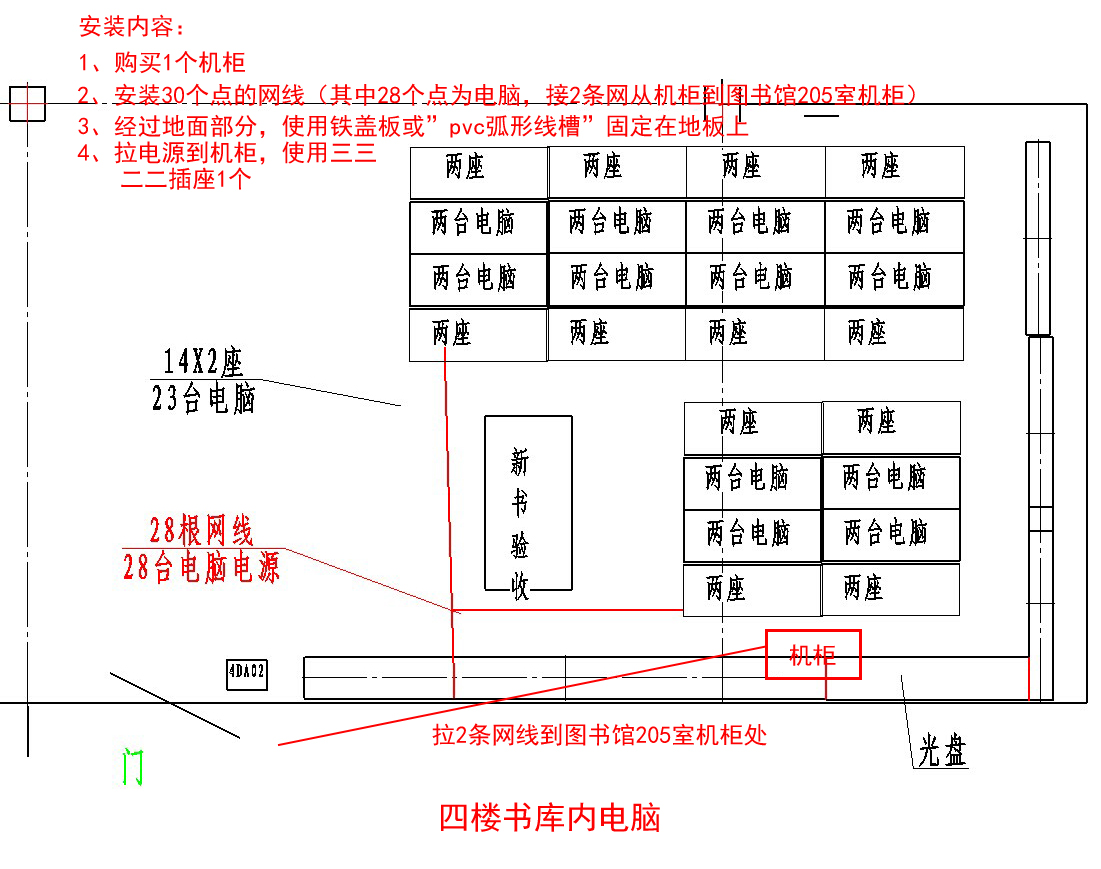 安装内容：
1、购买1个机柜
2、安装30个点的网线（其中28个点为电脑，接2条网从机柜到图书馆205室机柜）
3、经过地面部分，使用铁盖板或”pvc弧形线槽”固定在地板上
4、拉电源到机柜，使用三三
二二插座1个
两座 两座 两座 两座
两台电脑 两台电脑 两台电脑 两台电脑
两台电脑 两台电脑 两台电脑 两台电脑
两座 两座 两座 两座
14X2座
23台电脑
两座 两座
两台电脑 两台电脑
两台电脑 两台电脑
两座 两座
新
书
验
收
28根网线
28台电脑电源
机柜
4DA02
拉2条网线到图书馆205室机柜处
光盘
门
四楼书库内电脑